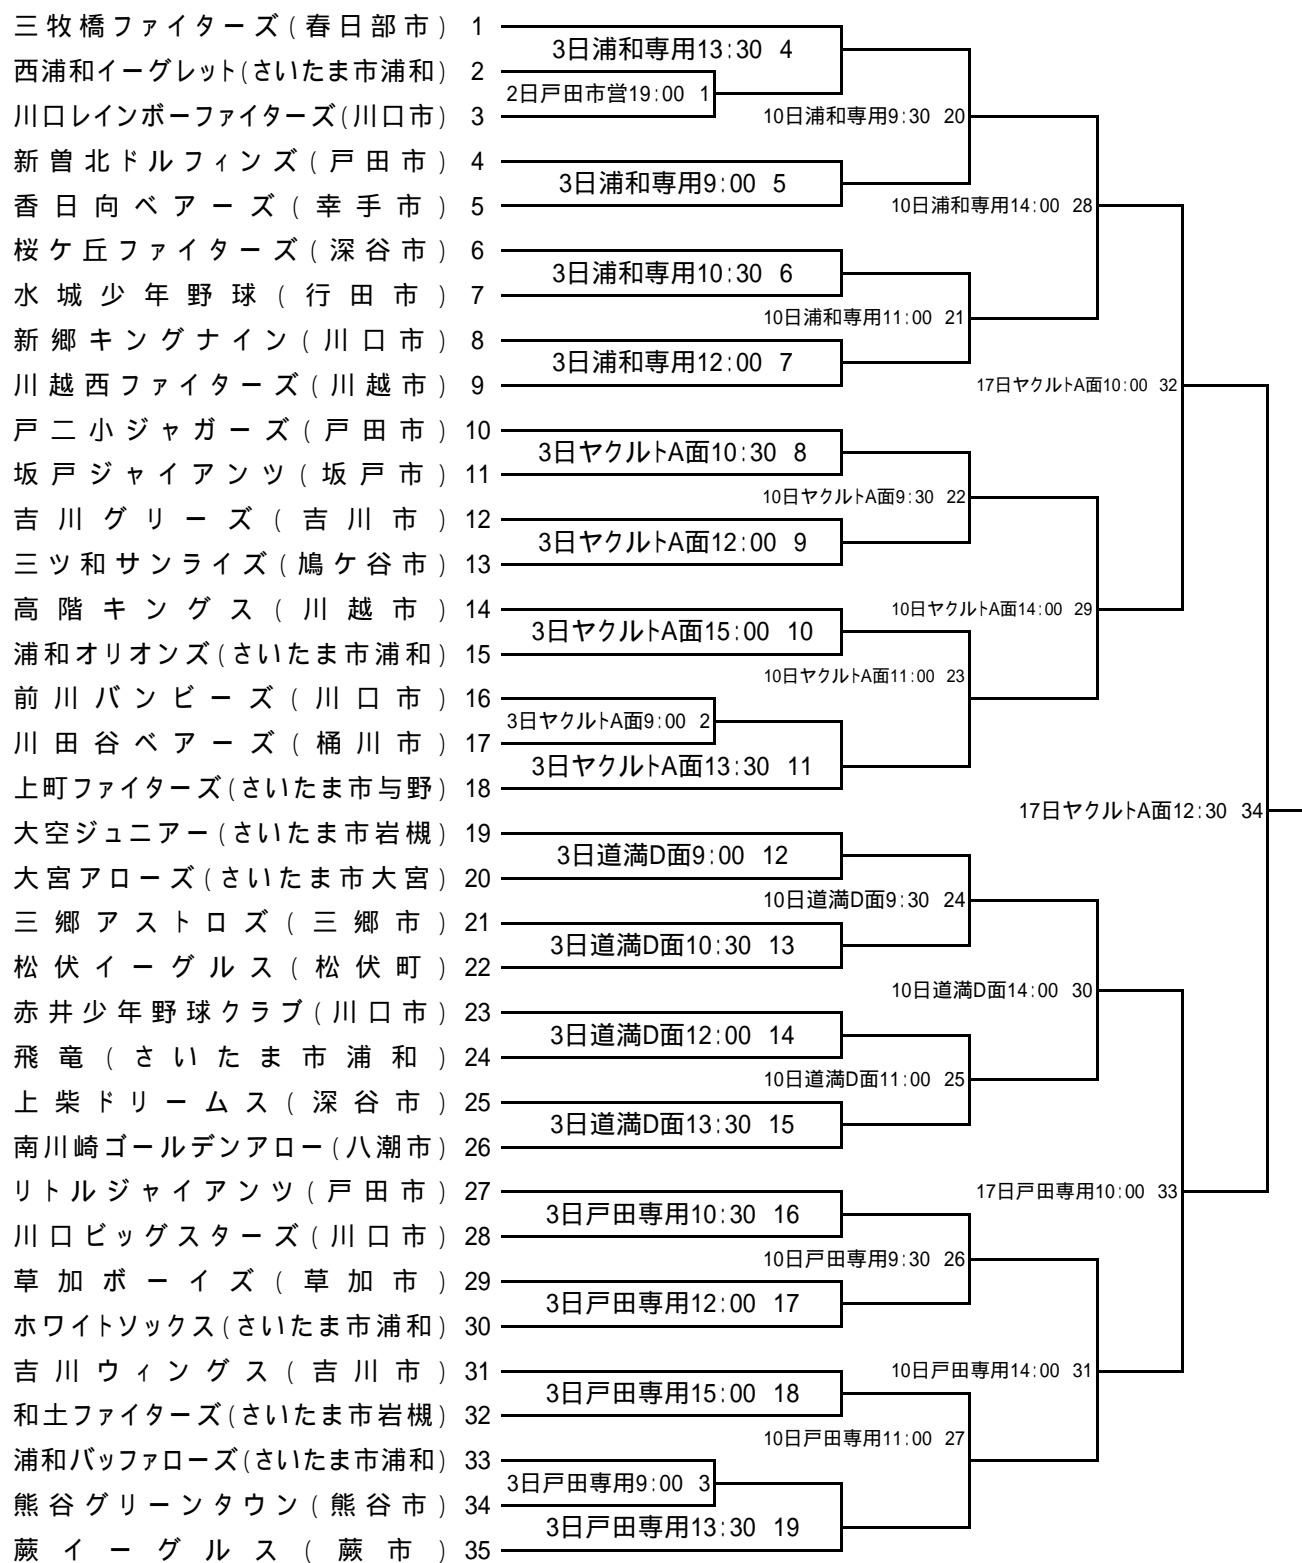 三牧橋ファイターズ(春日部市) 1
3日浦和専用13:30 4
西浦和イーグレット(さいたま市浦和) 2
2日戸田市営19:00 1
川口レインボーファイターズ(川口市) 3
10日浦和専用9:30 20
新曽北ドルフィンズ(戸田市) 4
3日浦和専用9:00 5
香日向ベアーズ(幸手市) 5
10日浦和専用14:00 28
桜ケ丘ファイターズ(深谷市) 6
3日浦和専用10:30 6
水城少年野球(行田市) 7
10日浦和専用11:00 21
新郷キングナイン(川口市) 8
3日浦和専用12:00 7
川越西ファイターズ(川越市) 9
17日ヤクルトA面10:00 32
戸二小ジャガーズ(戸田市) 10
3日ヤクルトA面10:30 8
坂戸ジャイアンツ(坂戸市) 11
10日ヤクルトA面9:30 22
吉川グリーズ(吉川市) 12
3日ヤクルトA面12:00 9
三ツ和サンライズ(鳩ケ谷市) 13
高階キングス(川越市) 14
10日ヤクルトA面14:00 29
3日ヤクルトA面15:00 10
浦和オリオンズ(さいたま市浦和) 15
10日ヤクルトA面11:00 23
前川バンビーズ(川口市) 16
3日ヤクルトA面9:00 2
川田谷ベアーズ(桶川市) 17
3日ヤクルトA面13:30 11
上町ファイターズ(さいたま市与野) 18
17日ヤクルトA面12:30 34
大空ジュニアー(さいたま市岩槻) 19
3日道満D面9:00 12
大宮アローズ(さいたま市大宮) 20
10日道満D面9:30 24
三郷アストロズ(三郷市) 21
3日道満D面10:30 13
松伏イーグルス(松伏町) 22
10日道満D面14:00 30
赤井少年野球クラブ(川口市) 23
3日道満D面12:00 14
飛竜(さいたま市浦和) 24
10日道満D面11:00 25
上柴ドリームス(深谷市) 25
3日道満D面13:30 15
南川崎ゴールデンアロー(八潮市) 26
リトルジャイアンツ(戸田市) 27
17日戸田専用10:00 33
3日戸田専用10:30 16
川口ビッグスターズ(川口市) 28
10日戸田専用9:30 26
草加ボーイズ(草加市) 29
3日戸田専用12:00 17
ホワイトソックス(さいたま市浦和) 30
吉川ウィングス(吉川市) 31
10日戸田専用14:00 31
3日戸田専用15:00 18
和土ファイターズ(さいたま市岩槻) 32
10日戸田専用11:00 27
浦和バッファローズ(さいたま市浦和) 33
3日戸田専用9:00 3
熊谷グリーンタウン(熊谷市) 34
3日戸田専用13:30 19
蕨イーグルス(蕨市) 35